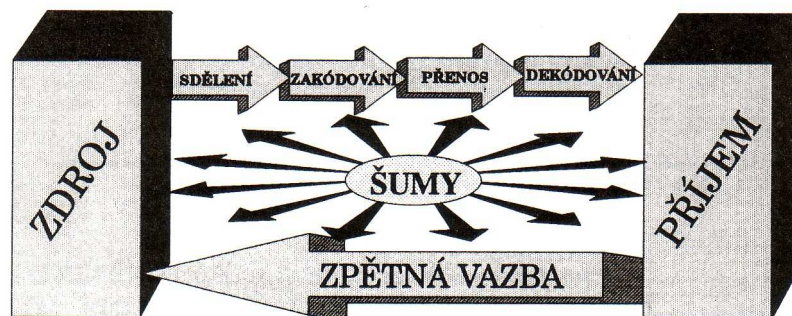 SDĚLENÍ
ZAKÓDOVÁNÍ
PŘENOS
DEKÓDOVÁNÍ
ZDROJ
ŠUMY
PŘÍJEM
ZPĚTNÁ VAZBA